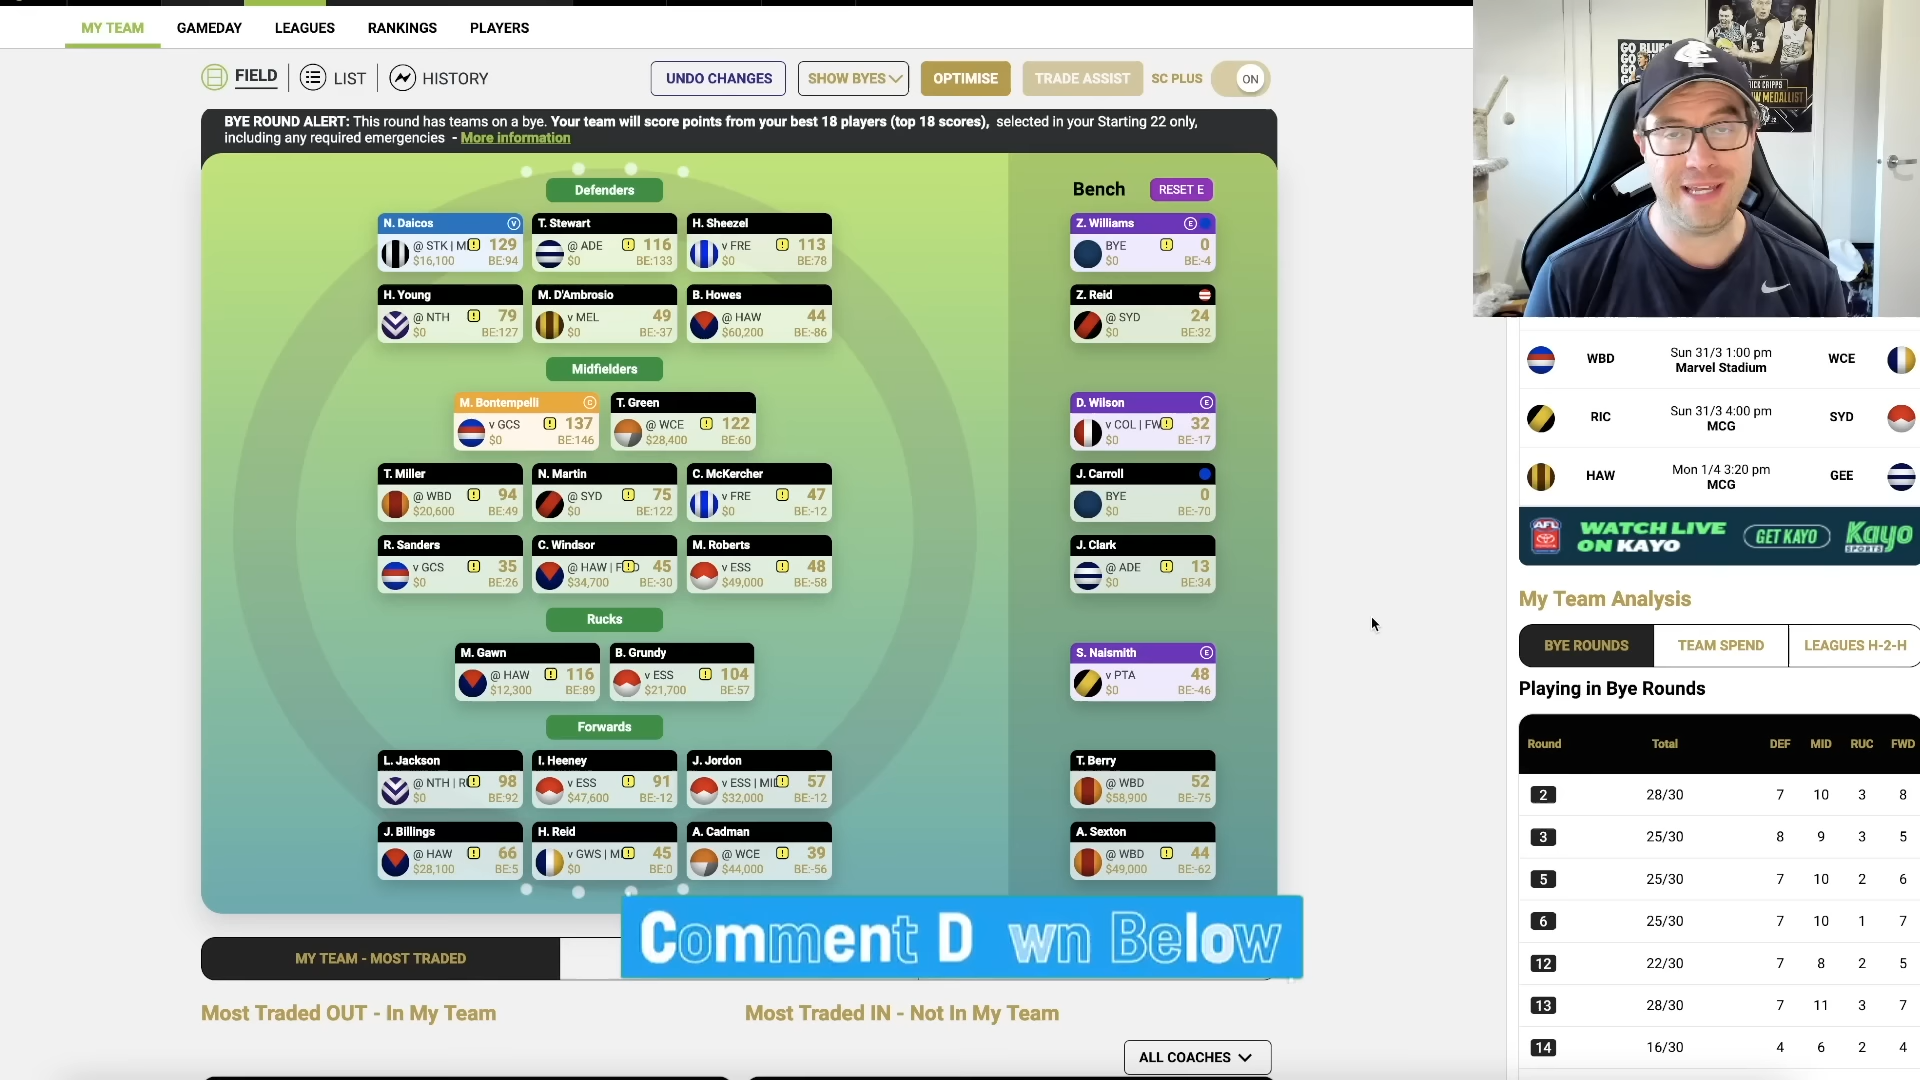 MY TEAM GAMEDAY LEAGUES RANKINGS PLAYERS
FIELD LIST HISTORY UNDO CHANGES SHOW BYES OPTIMISE TRADE ASSIST SC PLUS ON
BYE ROUND ALERT: This round has teams on a bye. Your team will score points from your best 18 players (top 18 scores), selected in your Starting 22 only,
including any required emergencies - More information
Defenders
Bench RESET E
N. Daicos V T. Stewart H. Sheezel Z. Williams E
@ STK | 129 @ ADE 116 v FRE 113 BYE 0
$16,100 BE:94 $0 BE:133 $0 BE:78 $0 BE:-4
H. Young M. D'Ambrosio B. Howes Z. Reid
@ NTH 79 v MEL 49 @ HAW 44 @ SYD 24
$0 BE:127 $0 BE:-37 $60,200 BE:-86 $0 BE:32
Midfielders
M. Bontempelli C T. Green D. Wilson E
v GCS 137 @ WCE 122 v COL | 32
$0 BE:146 $28,400 BE:60 $0 BE:-17
T. Miller N. Martin C. McKercher J. Carroll
@ WBD 94 @ SYD 75 v FRE 47 BYE 0
$20,600 BE:49 $0 BE:122 $0 BE:-12 $0 BE:-70
R. Sanders C. Windsor M. Roberts J. Clark
v GCS 35 @ HAW | 45 v ESS 48 @ ADE 13
$0 BE:26 $34,700 BE:-30 $49,000 BE:-58 $0 BE:34
Rucks
M. Gawn B. Grundy S. Naismith E
@ HAW 116 v ESS 104 v PTA 48
$12,300 BE:89 $21,700 BE:57 $0 BE:-46
Forwards
L. Jackson I. Heeney J. Jordon T. Berry
@ NTH | 98 v ESS 91 v ESS | 57 @ WBD 52
$0 BE:92 $47,600 BE:-12 $32,000 BE:-12 $58,900 BE:-75
J. Billings H. Reid A. Cadman A. Sexton
@ HAW 66 v GWS | 45 @ WCE 39 @ WBD 44
$28,100 BE:5 $0 BE:0 $44,000 BE:-56 $49,000 BE:-62
Comment D wn Below
MY TEAM - MOST TRADED
Most Traded OUT - In My Team Most Traded IN - Not In My Team
ALL COACHES
GO BLUES
MEDALLIST
WBD Sun 31/3 1:00 pm WCE
Marvel Stadium
RIC Sun 31/3 4:00 pm SYD
MCG
HAW Mon 1/4 3:20 pm GEE
MCG
AFL WATCH LIVE
ON KAYO GET KAYO Kayo
SPORTS
My Team Analysis
BYE ROUNDS TEAM SPEND LEAGUES H-2-H
Playing in Bye Rounds
Round Total DEF MID RUC FWD
2 28/30 7 10 3 8
3 25/30 8 9 3 5
5 25/30 7 10 2 6
6 25/30 7 10 1 7
12 22/30 7 8 2 5
13 28/30 7 11 3 7
14 16/30 4 6 2 4